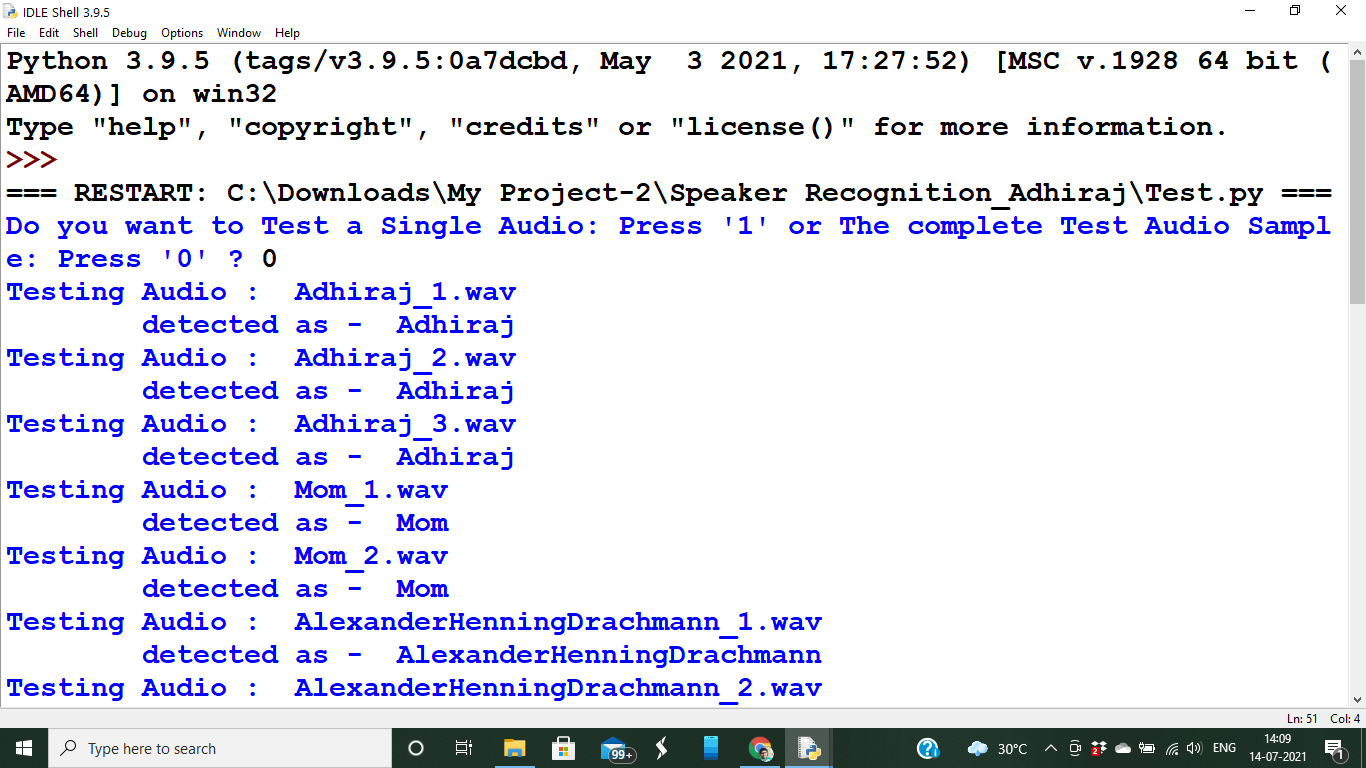 IDLE Shell 3.9.5
File Edit Shell Debug Options Window Help
Python 3.9.5 (tags/v3.9.5:0a7dcbd, May  3 2021, 17:27:52) [MSC v.1928 64 bit (
AMD64)] on win32
Type "help", "copyright", "credits" or "license()" for more information.
>>>
=== RESTART: C:\Downloads\My Project-2\Speaker Recognition_Adhiraj\Test.py ===
Do you want to Test a Single Audio: Press '1' or The complete Test Audio Sampl
e: Press '0' ? 0
Testing Audio :  Adhiraj_1.wav
        detected as -  Adhiraj
Testing Audio :  Adhiraj_2.wav
        detected as -  Adhiraj
Testing Audio :  Adhiraj_3.wav
        detected as -  Adhiraj
Testing Audio :  Mom_1.wav
        detected as -  Mom
Testing Audio :  Mom_2.wav
        detected as -  Mom
Testing Audio :  AlexanderHenningDrachmann_1.wav
        detected as -  AlexanderHenningDrachmann
Testing Audio :  AlexanderHenningDrachmann_2.wav
Ln: 51 Col: 4
Type here to search
99+
30°C
2
ENG
14:09
14-07-2021
1